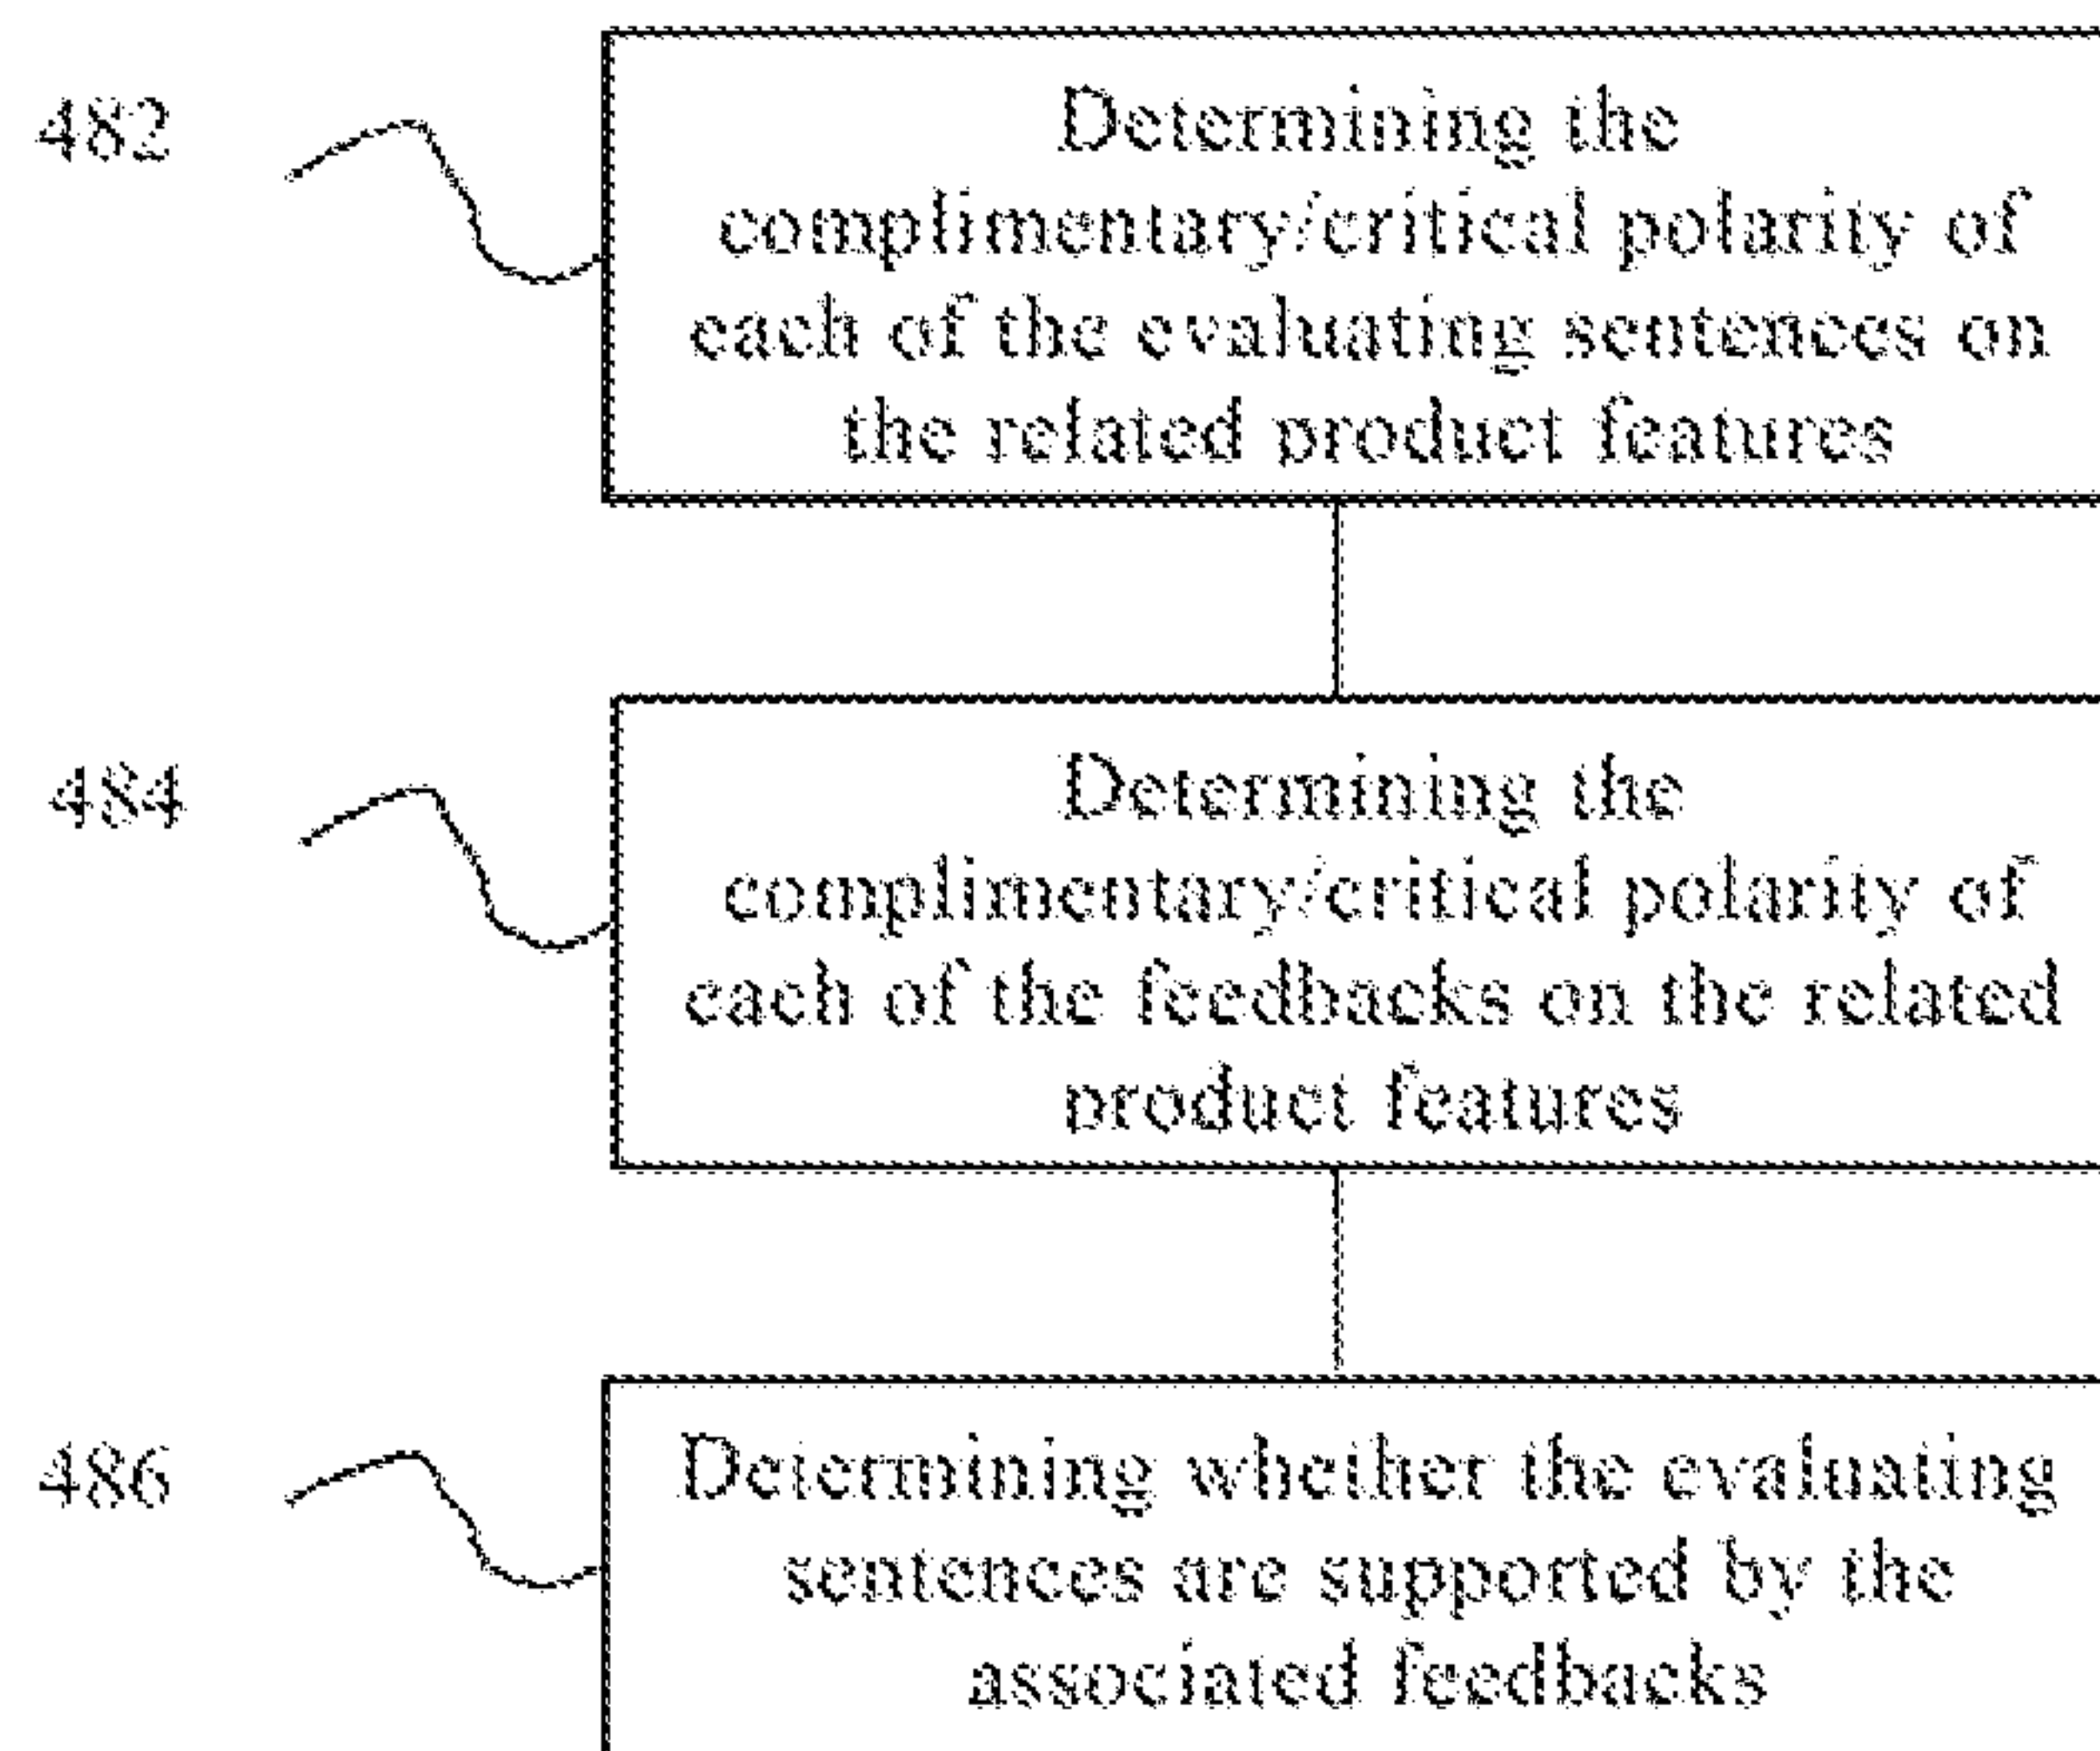 482
Determining the
complimentary/critical polarity of
each of the evaluating sentences on
the related product features
484
Determining the
complimentary/critical polarity of
each of the feedbacks on the related
product features
486
Determining whether the evaluating
sentences are supported by the
associated feedbacks